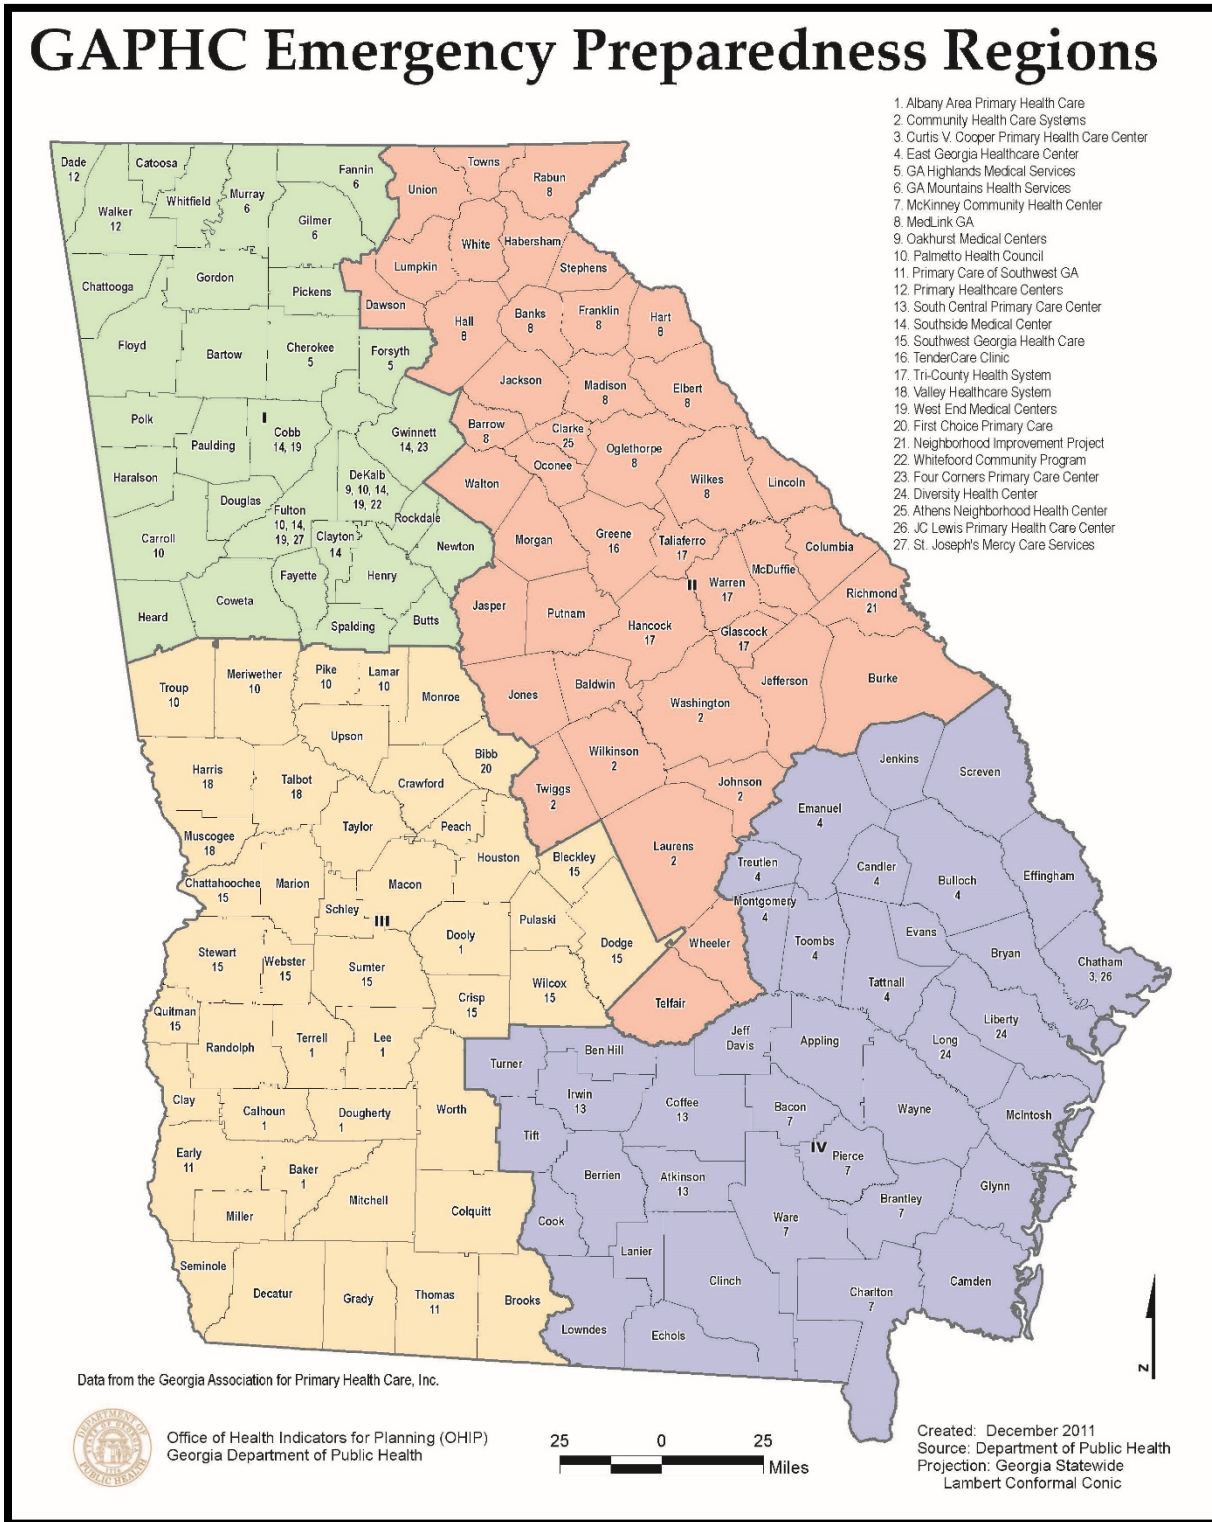 GAPHC Emergency Preparedness Regions
1. Albany Area Primary Health Care
2. Community Health Care Systems
3. Curtis V. Cooper Primary Health Care Center
4. East Georgia Healthcare Center
5. GA Highlands Medical Services
6. GA Mountains Health Services
7. McKinney Community Health Center
8. MedLink GA
9. Oakhurst Medical Centers
10. Palmetto Health Council
11. Primary Care of Southwest GA
12. Primary Healthcare Centers
13. South Central Primary Care Center
14. Southside Medical Center
15. Southwest Georgia Health Care
16. TenderCare Clinic
17. Tri-County Health System
18. Valley Healthcare System
19. West End Medical Centers
20. First Choice Primary Care
21. Neighborhood Improvement Project
22. Whitefoord Community Program
23. Four Corners Primary Care Center
24. Diversity Health Center
25. Athens Neighborhood Health Center
26. JC Lewis Primary Health Care Center
27. St. Joseph's Mercy Care Services
Dade
12
Catoosa
Walker
12
Whitfield
Murray
6
Fannin
6
Gilmer
6
Chattooga
Gordon
Pickens
Floyd
Bartow
Cherokee
5
Forsyth
5
Polk
Paulding
I
Cobb
14, 19
Gwinnett
14, 23
Haralson
Douglas
DeKalb
9, 10, 14,
19, 22
Fulton
10, 14,
19, 27
Rockdale
Carroll
10
Clayton
14
Newton
Fayette
Henry
Heard
Coweta
Spalding
Butts
Union
Towns
Rabun
8
White
Habersham
Lumpkin
Stephens
Dawson
Hall
8
Banks
8
Franklin
8
Hart
8
Jackson
Madison
8
Elbert
8
Barrow
8
Clarke
25
Oconee
Oglethorpe
8
Walton
Wilkes
8
Lincoln
Morgan
Greene
16
Taliaferro
17
Columbia
McDuffie
II
Warren
17
Richmond
21
Jasper
Putnam
Hancock
17
Glascock
17
Jones
Baldwin
Washington
2
Jefferson
Burke
Wilkinson
2
Twiggs
2
Johnson
2
Laurens
2
Wheeler
Telfair
Troup
10
Meriwether
10
Pike
10
Lamar
10
Monroe
Upson
Bibb
20
Harris
18
Talbot
18
Crawford
Muscogee
18
Taylor
Peach
Houston
Bleckley
15
Chattahoochee
15
Marion
Macon
Schley
III
Pulaski
Dooly
1
Dodge
15
Stewart
15
Webster
15
Sumter
15
Crisp
15
Wilcox
15
Quitman
15
Randolph
Terrell
1
Lee
1
Clay
Calhoun
1
Dougherty
1
Worth
Early
11
Baker
1
Mitchell
Miller
Colquitt
Seminole
Decatur
Grady
Thomas
11
Brooks
Jenkins
Screven
Emanuel
4
Treutlen
4
Candler
4
Bulloch
4
Effingham
Montgomery
4
Toombs
4
Evans
Bryan
Chatham
3, 26
Tattnall
4
Liberty
24
Long
24
Jeff
Davis
Appling
Turner
Ben Hill
Irwin
13
Coffee
13
Bacon
7
Wayne
McIntosh
Tift
IV
Pierce
7
Berrien
Atkinson
13
Glynn
Brantley
7
Cook
Ware
7
Lanier
Clinch
Charlton
7
Camden
Lowndes
Echols
N
Data from the Georgia Association for Primary Health Care, Inc.
Office of Health Indicators for Planning (OHIP)
Georgia Department of Public Health
25 0 25
Miles
Created: December 2011
Source: Department of Public Health
Projection: Georgia Statewide
Lambert Conformal Conic
DEPARTMENT OF
PUBLIC HEALTH